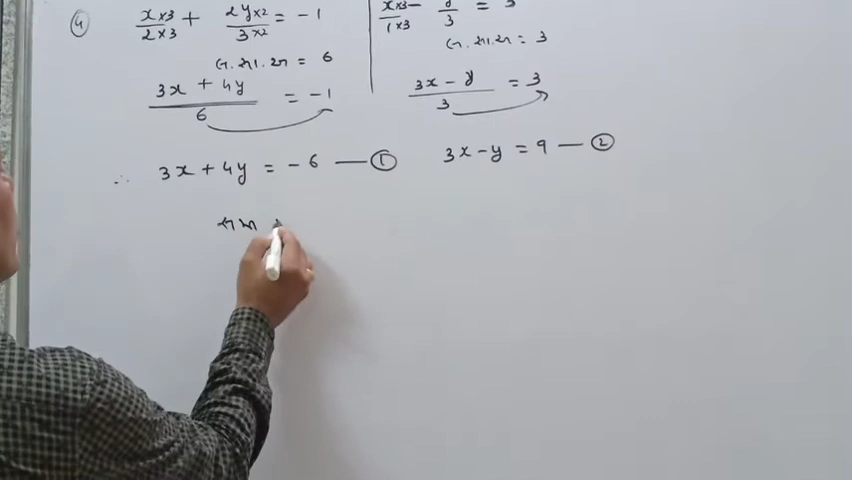 ④ x×3/2×3 + 2y×2/3×2 = -1
લ.સા.અ = 6
3x + 4y/6 = -1
∴ 3x + 4y = -6 — ①
x×3/1×3 - y/3 = 3
લ.સા.અ = 3
3x - y/3 = 3
3x - y = 9 — ②